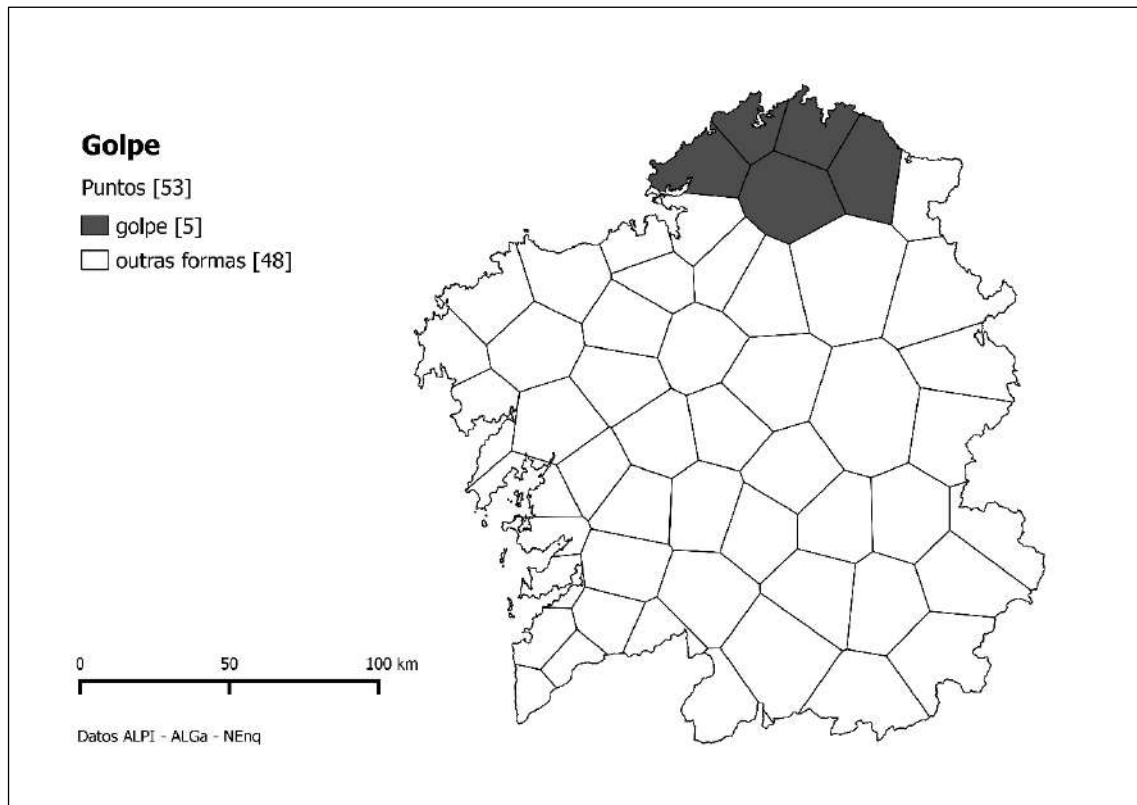 Golpe
Puntos [53]
golpe [5]
outras formas [48]
0 50 100 km
Datos ALPI - ALGa - NEnq